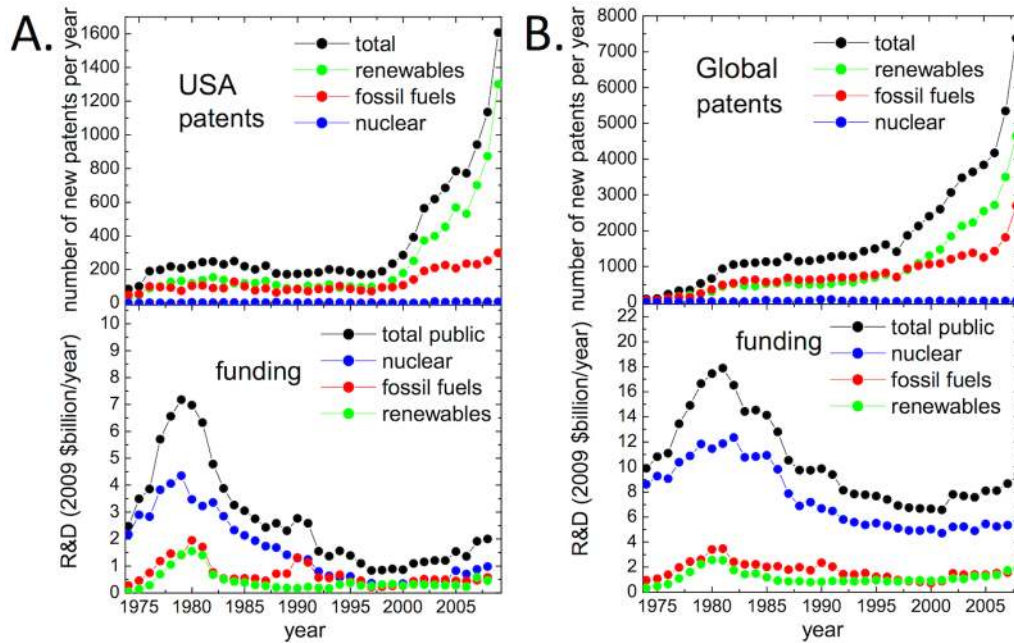 A.
number of new patents per year
1600
1400
1200
1000
800
600
400
200
0
USA
patents
total
renewables
fossil fuels
nuclear
R&D (2009 $billion/year)
10
9
8
7
6
5
4
3
2
1
0
funding
total public
nuclear
fossil fuels
renewables
1975 1980 1985 1990 1995 2000 2005
year
B.
number of new patents per year
8000
7000
6000
5000
4000
3000
2000
1000
0
Global
patents
total
renewables
fossil fuels
nuclear
R&D (2009 $billion/year)
22
20
18
16
14
12
10
8
6
4
2
0
funding
total public
nuclear
fossil fuels
renewables
1975 1980 1985 1990 1995 2000 2005
year